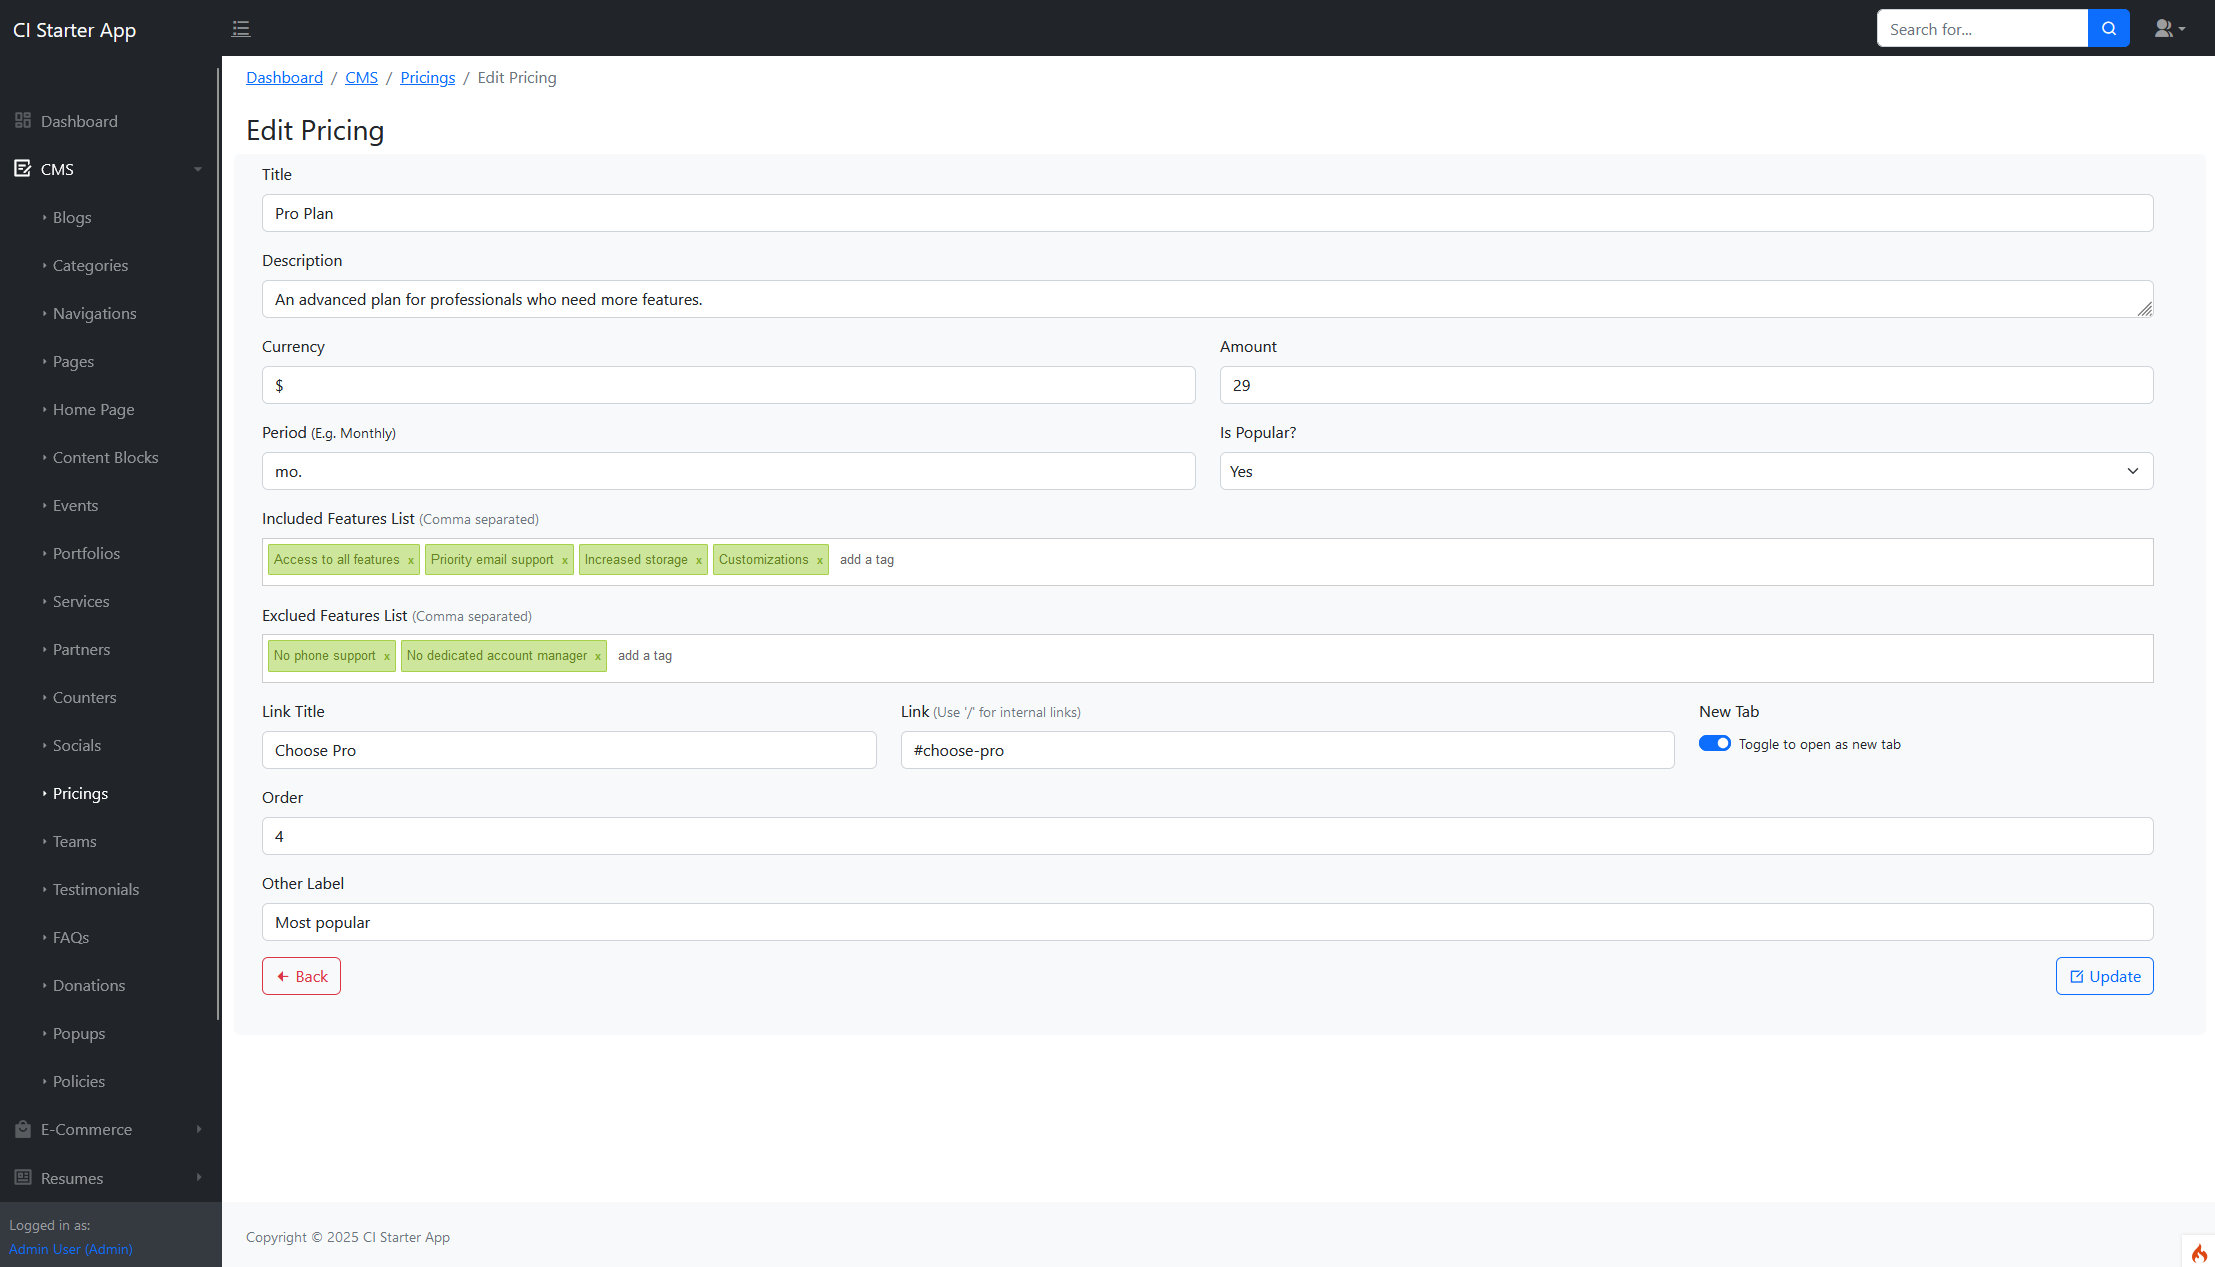 CI Starter App
Search for...
Dashboard / CMS / Pricings / Edit Pricing
Dashboard
CMS
Blogs
Categories
Navigations
Pages
Home Page
Content Blocks
Events
Portfolios
Services
Partners
Counters
Socials
Pricings
Teams
Testimonials
FAQs
Donations
Popups
Policies
E-Commerce
Resumes
Logged in as:
Admin User (Admin)
Edit Pricing
Title
Pro Plan
Description
An advanced plan for professionals who need more features.
Currency
$
Amount
29
Period (E.g. Monthly)
mo.
Is Popular?
Yes
Included Features List (Comma separated)
Access to all features x Priority email support x Increased storage x Customizations x add a tag
Exclued Features List (Comma separated)
No phone support x No dedicated account manager x add a tag
Link Title
Choose Pro
Link (Use '/' for internal links)
#choose-pro
New Tab
Toggle to open as new tab
Order
4
Other Label
Most popular
Back
Update
Copyright © 2025 CI Starter App